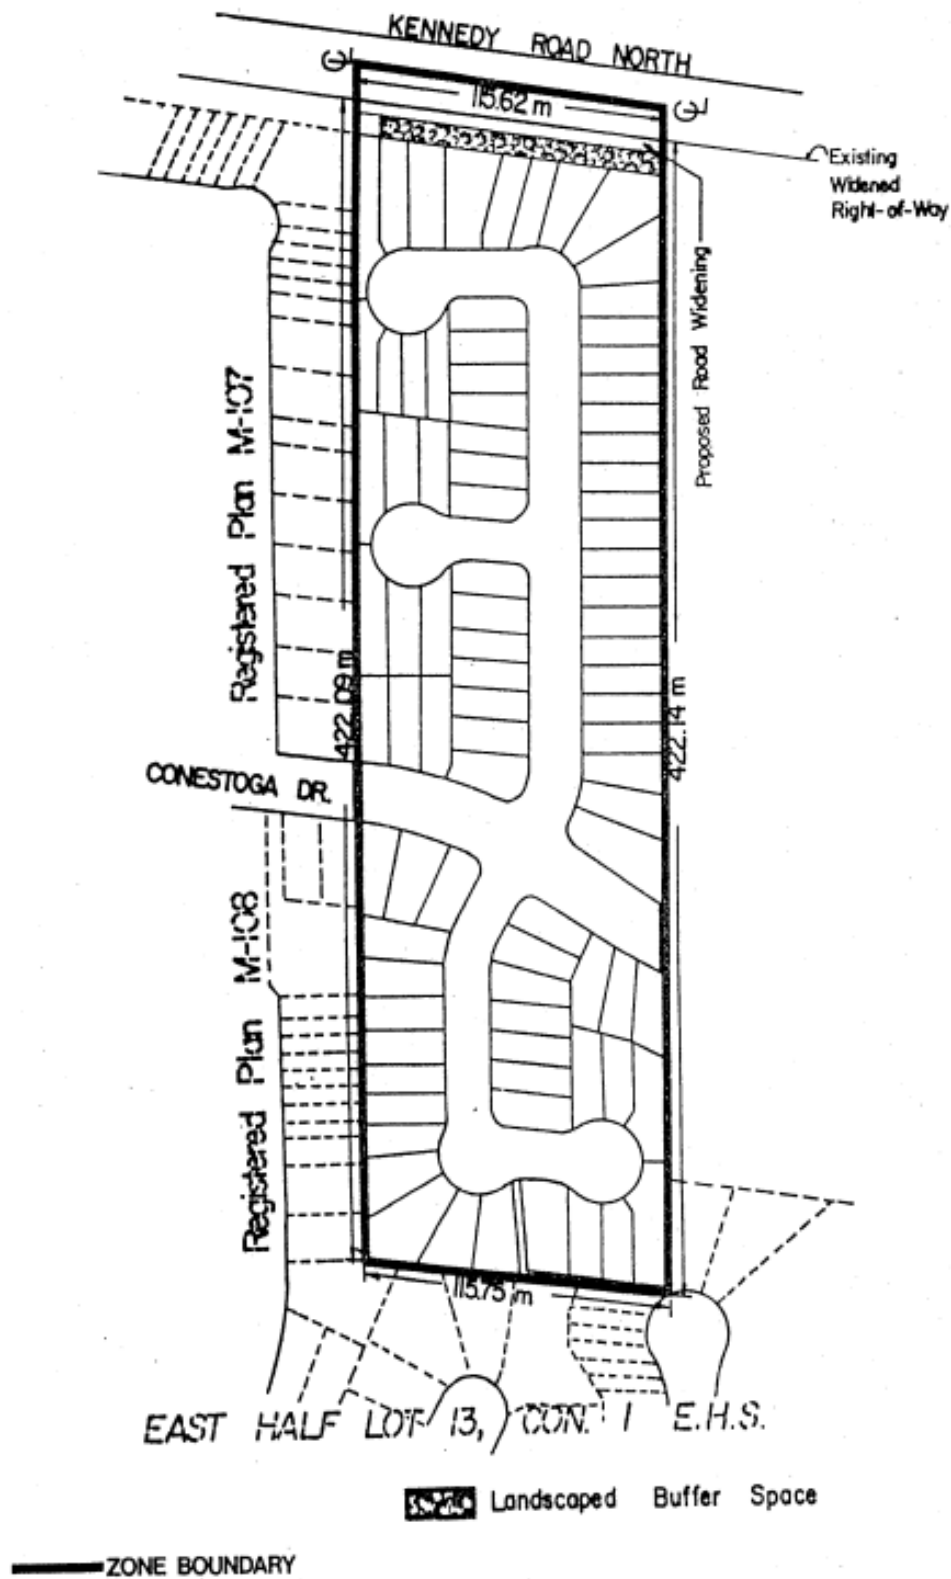 KENNEDY ROAD NORTH
115.62 m
Existing
Widened
Right-of-Way
Proposed Road Widening
Registered Plan M-107
422.09 m
422.14 m
CONESTOGA DR.
Registered Plan M-108
115.75 m
EAST HALF LOT 13, CON. 1 E.H.S.
Landscaped Buffer Space
ZONE BOUNDARY